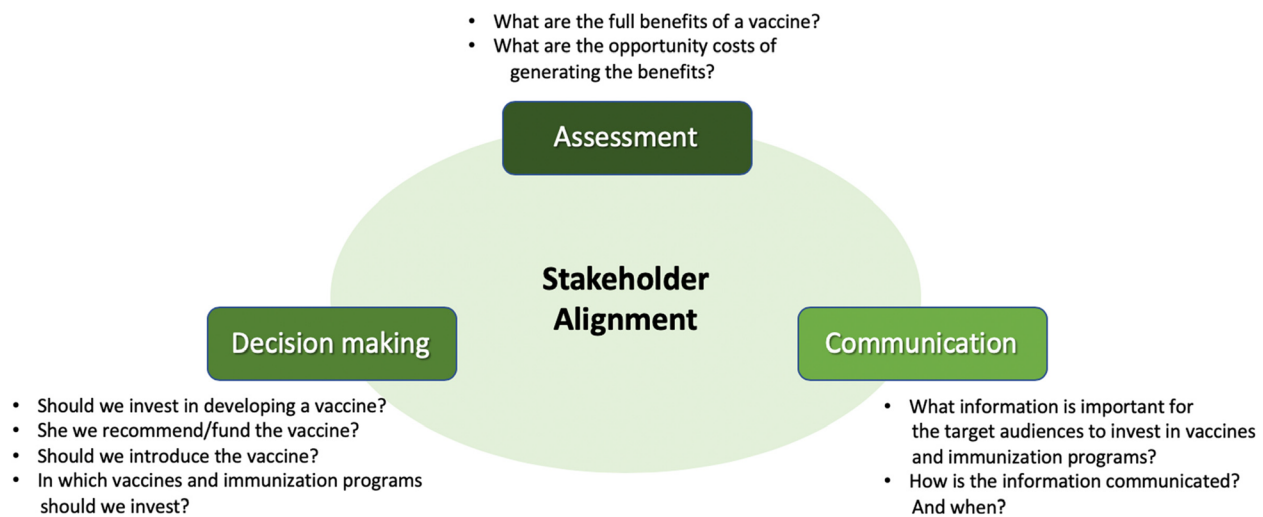 • What are the full benefits of a vaccine?
• What are the opportunity costs of
generating the benefits?
Assessment
Stakeholder
Alignment
Decision making
• Should we invest in developing a vaccine?
• She we recommend/fund the vaccine?
• Should we introduce the vaccine?
• In which vaccines and immunization programs
should we invest?
Communication
• What information is important for
the target audiences to invest in vaccines
and immunization programs?
• How is the information communicated?
And when?